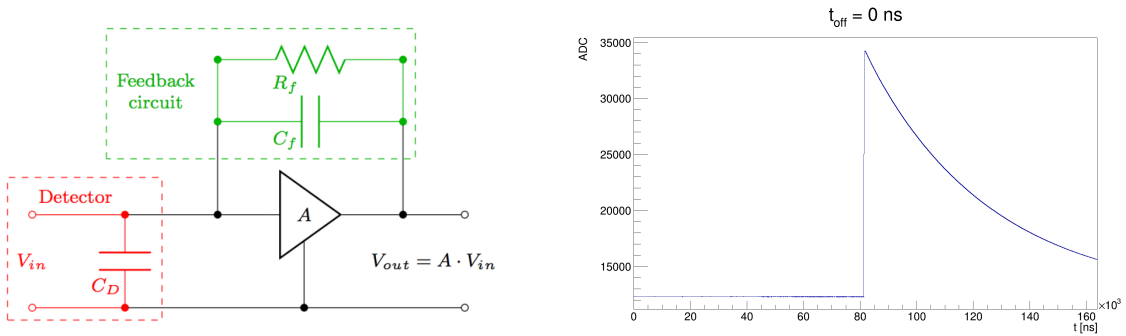 Feedback
circuit
R_f
C_f
Detector
A
V_in
C_D
V_out = A · V_in
t_off = 0 ns
ADC
35000
30000
25000
20000
15000
0 20 40 60 80 100 120 140 160
×10³
t [ns]